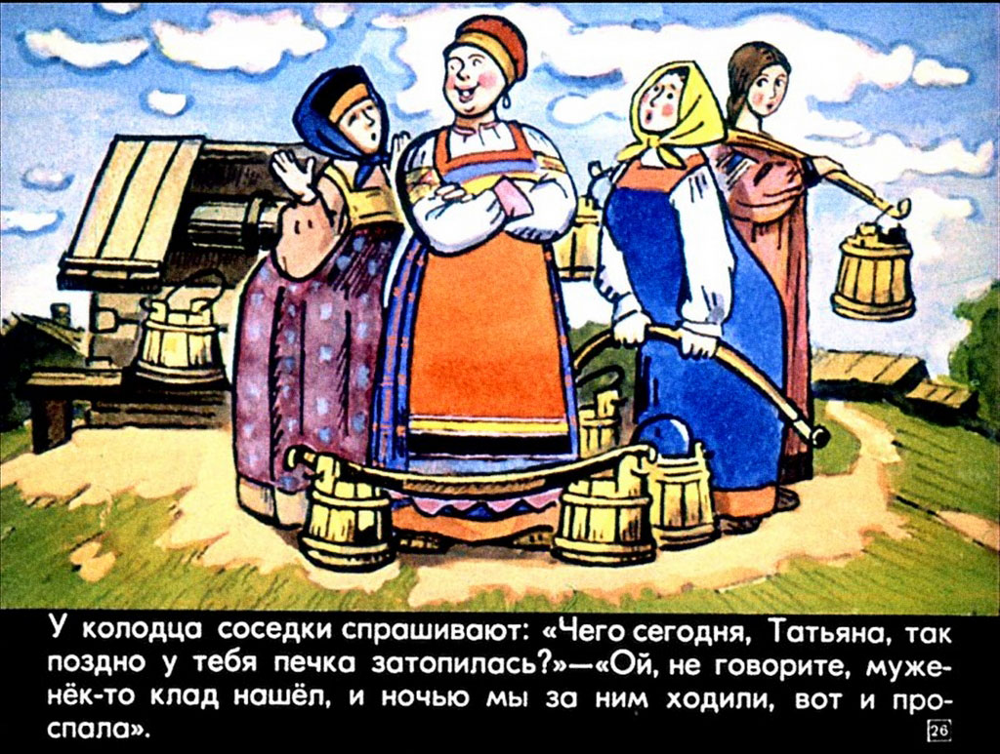 У колодца соседки спрашивают: «Чего сегодня, Татьяна, так
поздно у тебя печка затопилась?»—«Ой, не говорите, муже-
нёк-то клад нашёл, и ночью мы за ним ходили, вот и про-
спала».
26